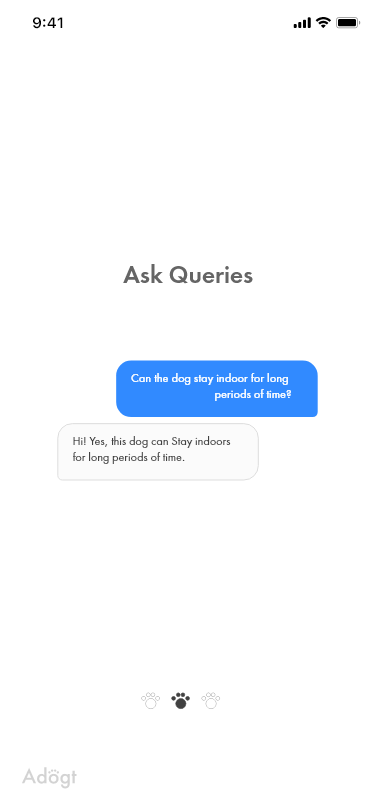 9:41
Ask Queries
Can the dog stay indoor for long
periods of time?
Hi! Yes, this dog can Stay indoors
for long periods of time.
Adopt